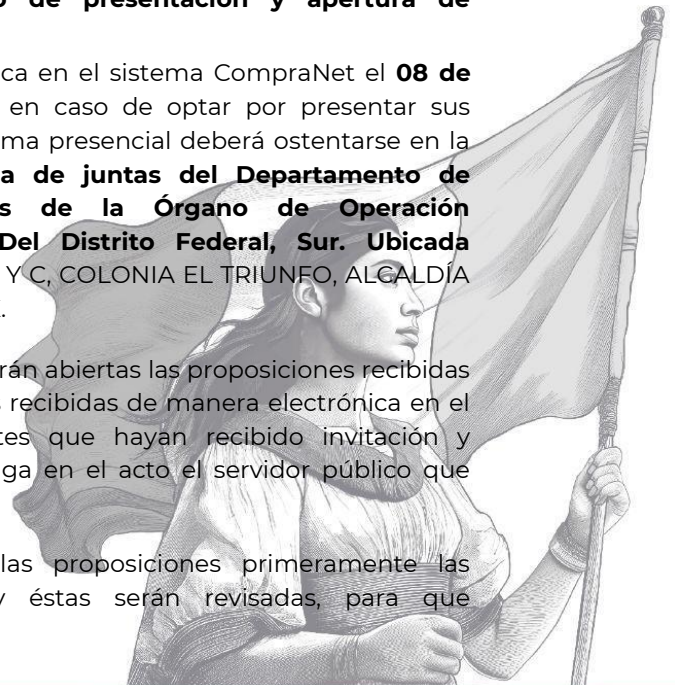 de presentación y apertura de
ca en el sistema CompraNet el 08 de
en caso de optar por presentar sus
ma presencial deberá ostentarse en la
a de juntas del Departamento de
s de la Órgano de Operación
Del Distrito Federal, Sur. Ubicada
Y C, COLONIA EL TRIUNFO, ALCALDÍA
rán abiertas las proposiciones recibidas
s recibidas de manera electrónica en el
tes que hayan recibido invitación y
ga en el acto el servidor público que
las proposiciones primeramente las
y éstas serán revisadas, para que